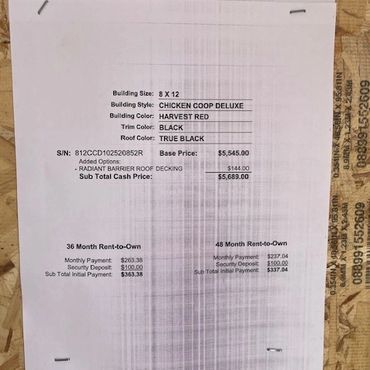 Building Size: 8 X 12
Building Style: CHICKEN COOP DELUXE
Building Color: HARVEST RED
Trim Color: BLACK
Roof Color: TRUE BLACK
S/N: 812CCD102520852R Base Price: $5,545.00
Added Options:
- RADIANT BARRIER ROOF DECKING $144.00
Sub Total Cash Price: $5,689.00
36 Month Rent-to-Own
Monthly Payment: $263.38
Security Deposit: $100.00
Sub Total Initial Payment: $363.38
48 Month Rent-to-Own
Monthly Payment: $237.04
Security Deposit: $100.00
Sub Total Initial Payment: $337.04
088991552609
088991552609